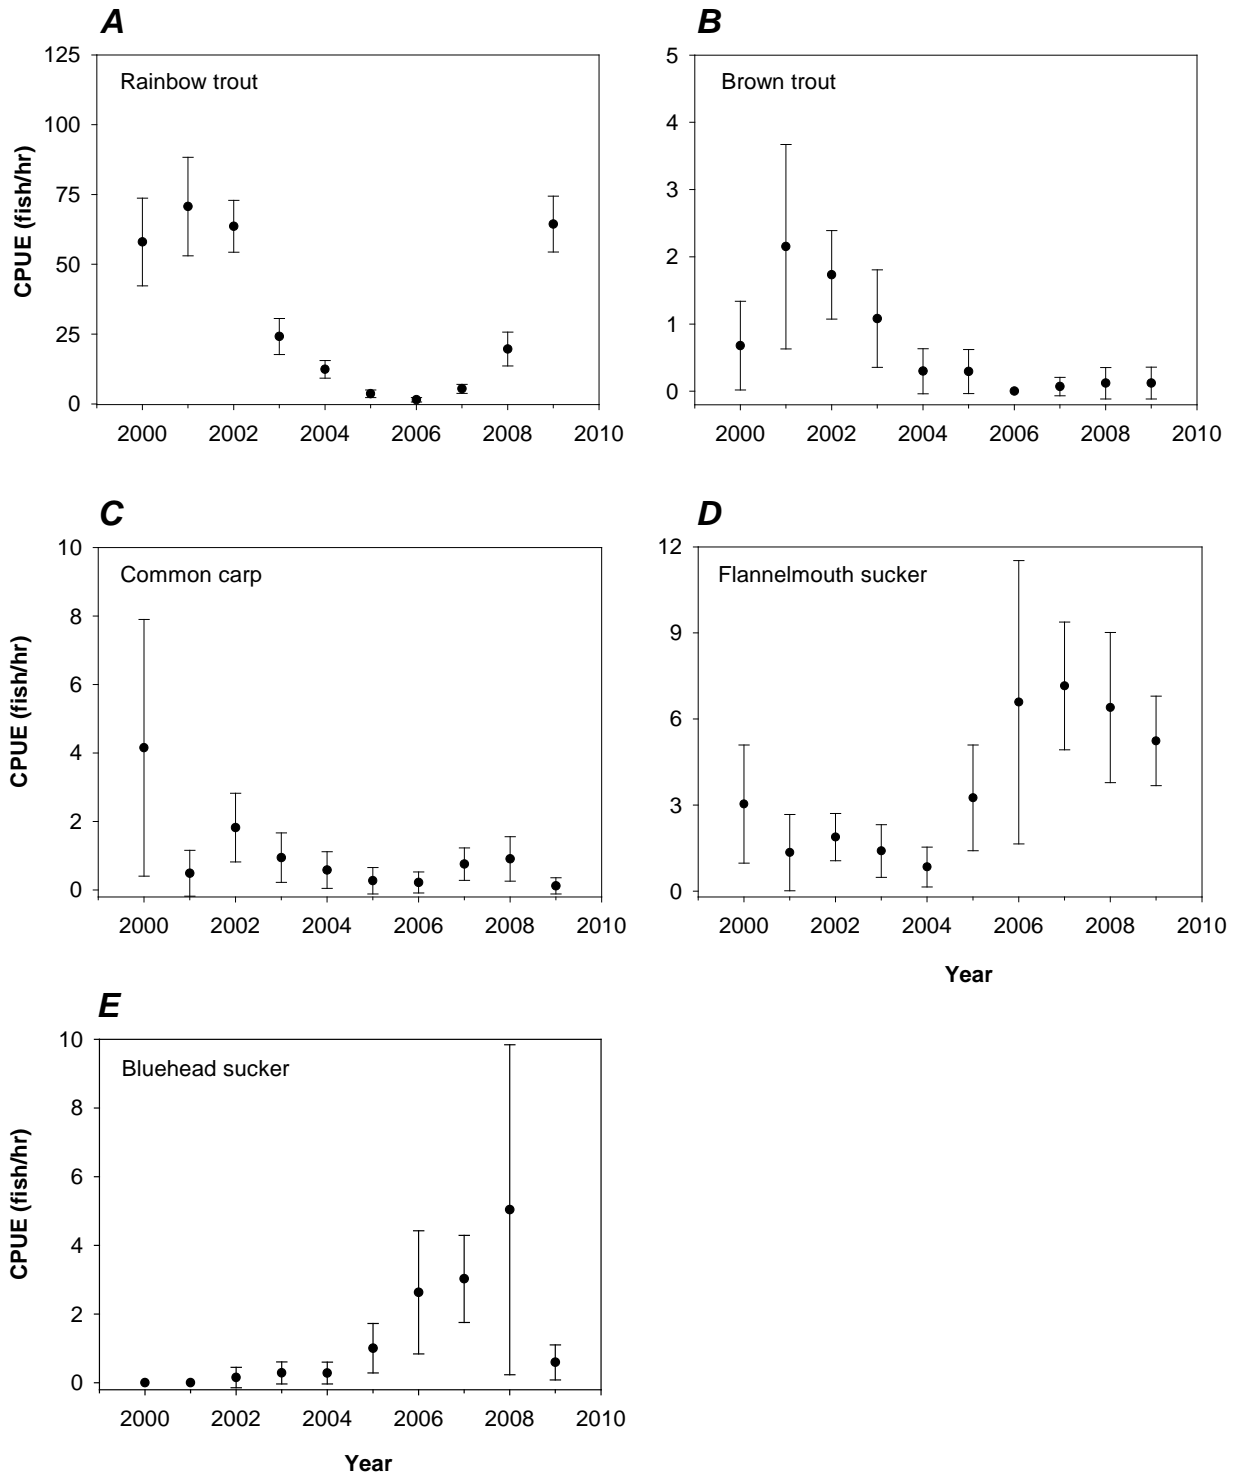 A
Rainbow trout
CPUE (fish/hr)
125
100
75
50
25
0
2000 2002 2004 2006 2008 2010
B
Brown trout
5
4
3
2
1
0
2000 2002 2004 2006 2008 2010
C
Common carp
CPUE (fish/hr)
10
8
6
4
2
0
2000 2002 2004 2006 2008 2010
D
Flannelmouth sucker
12
9
6
3
0
2000 2002 2004 2006 2008 2010
Year
E
Bluehead sucker
CPUE (fish/hr)
10
8
6
4
2
0
2000 2002 2004 2006 2008 2010
Year